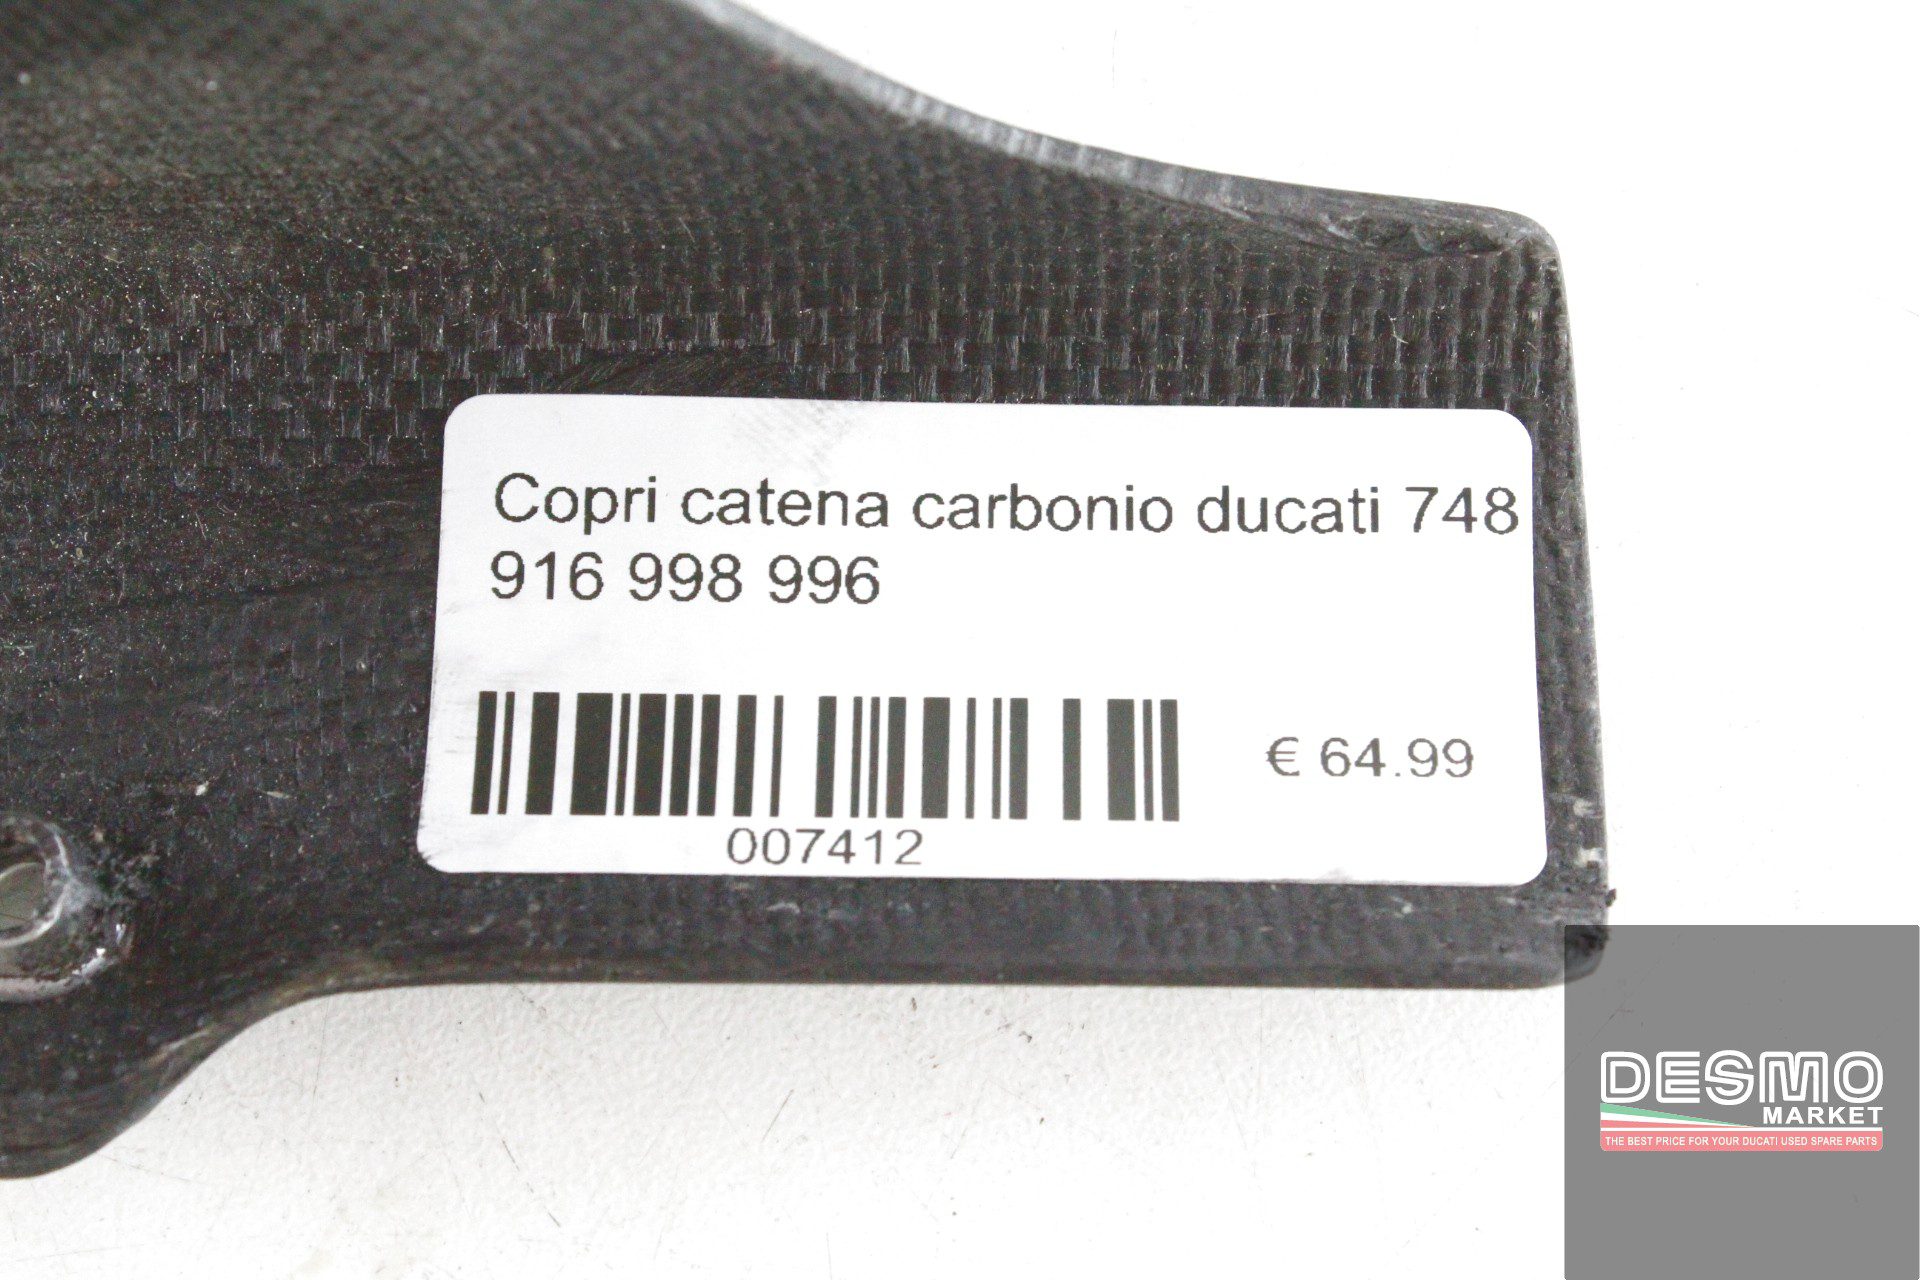 Copri catena carbonio ducati 748
916 998 996
€ 64.99
007412
DESMO
MARKET
THE BEST PRICE FOR YOUR DUCATI USED SPARE PARTS